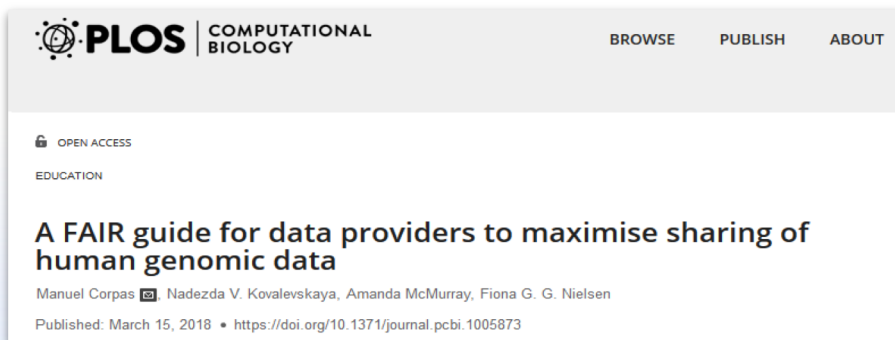 PLOS COMPUTATIONAL BIOLOGY
BROWSE PUBLISH ABOUT
OPEN ACCESS
EDUCATION
A FAIR guide for data providers to maximise sharing of
human genomic data
Manuel Corpas, Nadezda V. Kovalevskaya, Amanda McMurray, Fiona G. G. Nielsen
Published: March 15, 2018 • https://doi.org/10.1371/journal.pcbi.1005873